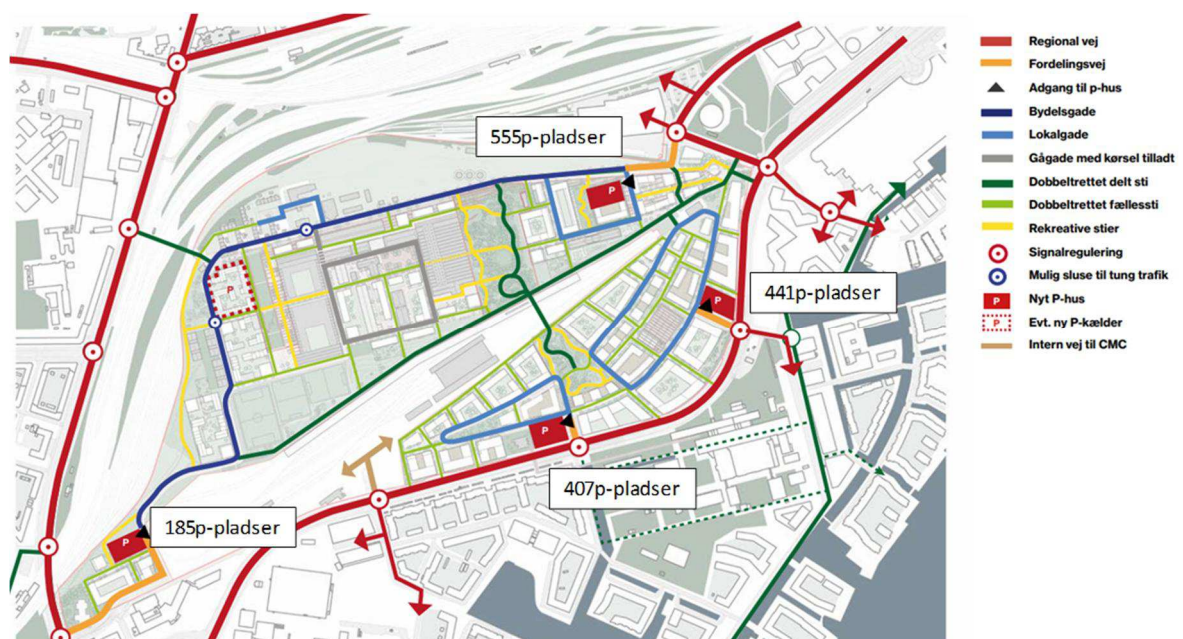 555p-pladser
441p-pladser
407p-pladser
185p-pladser
P
P
P
P
P
Regional vej
Fordelingsvej
Adgang til p-hus
Bydelsgade
Lokalgade
Gågade med kørsel tilladt
Dobbeltrettet delt sti
Dobbeltrettet fællessti
Rekreative stier
Signalregulering
Mulig sluse til tung trafik
P Nyt P-hus
P Evt. ny P-kælder
Intern vej til CMC